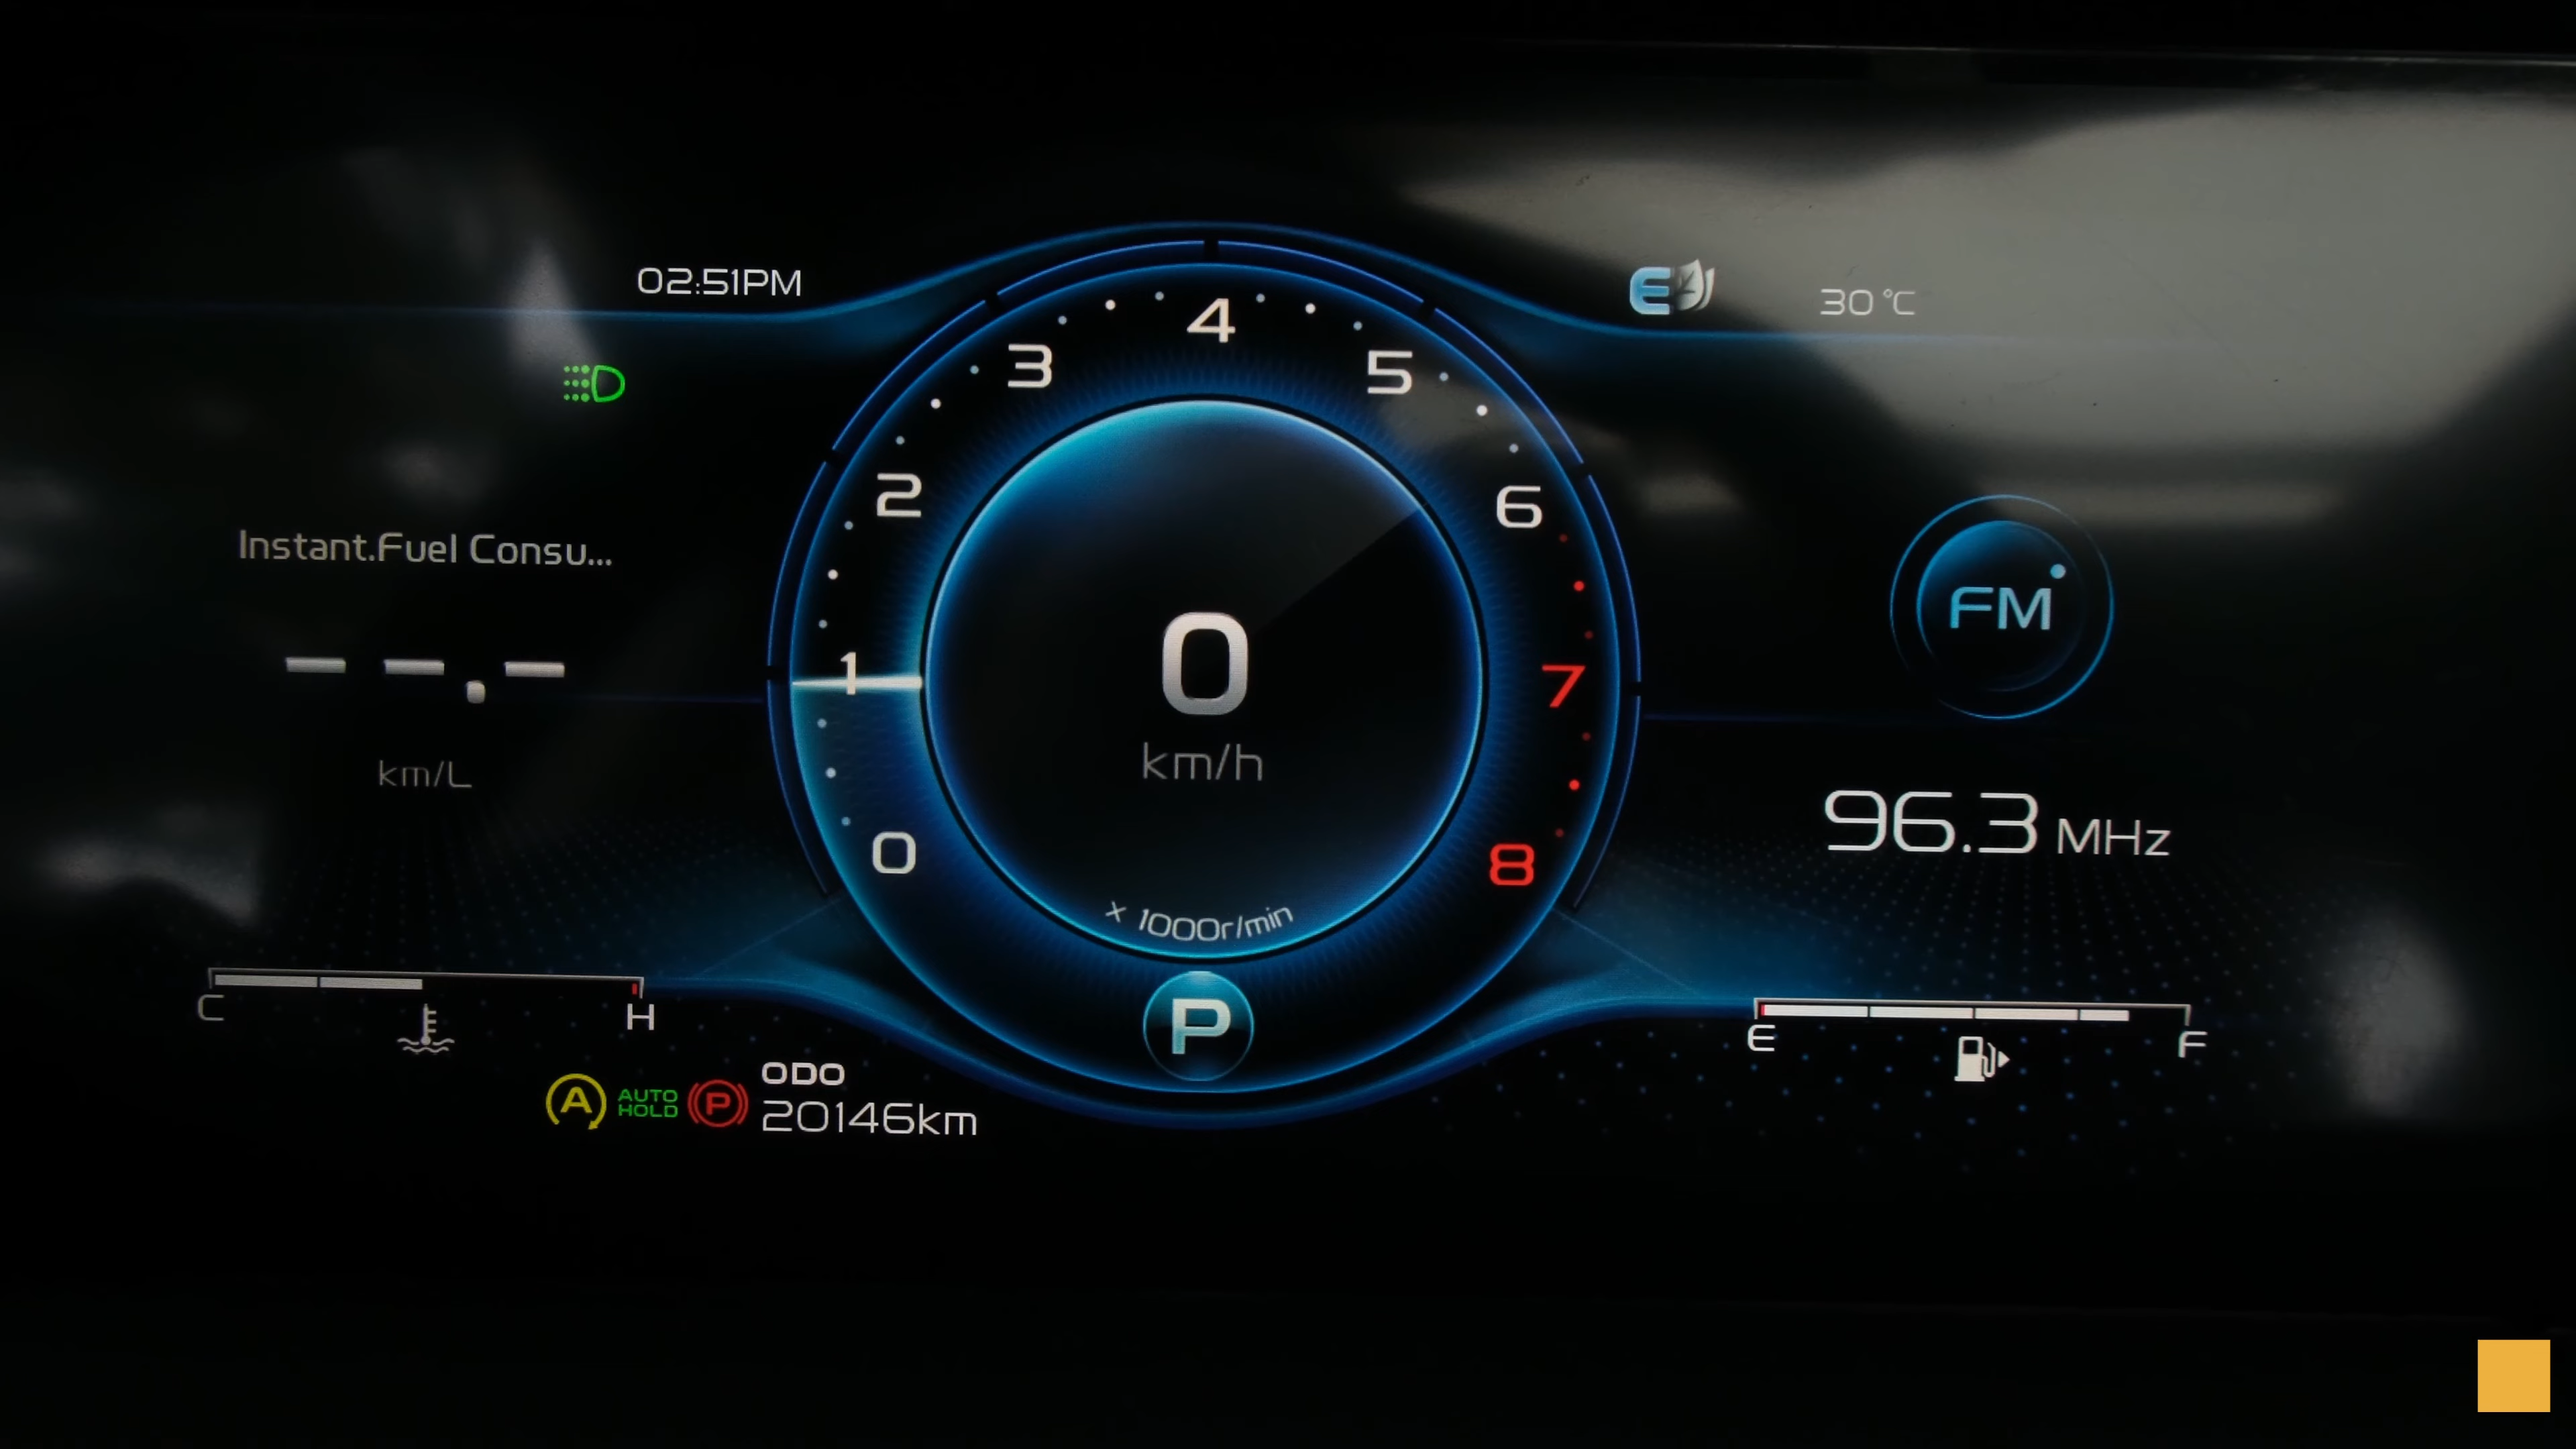 02:51PM
E
30°C
Instant.Fuel Consu...
km/L
0
1
2
3
4
5
6
7
8
0
km/h
x 1000r/min
P
FM
96.3 MHz
C
H
E
F
A
AUTO
HOLD
P
ODO
20146km